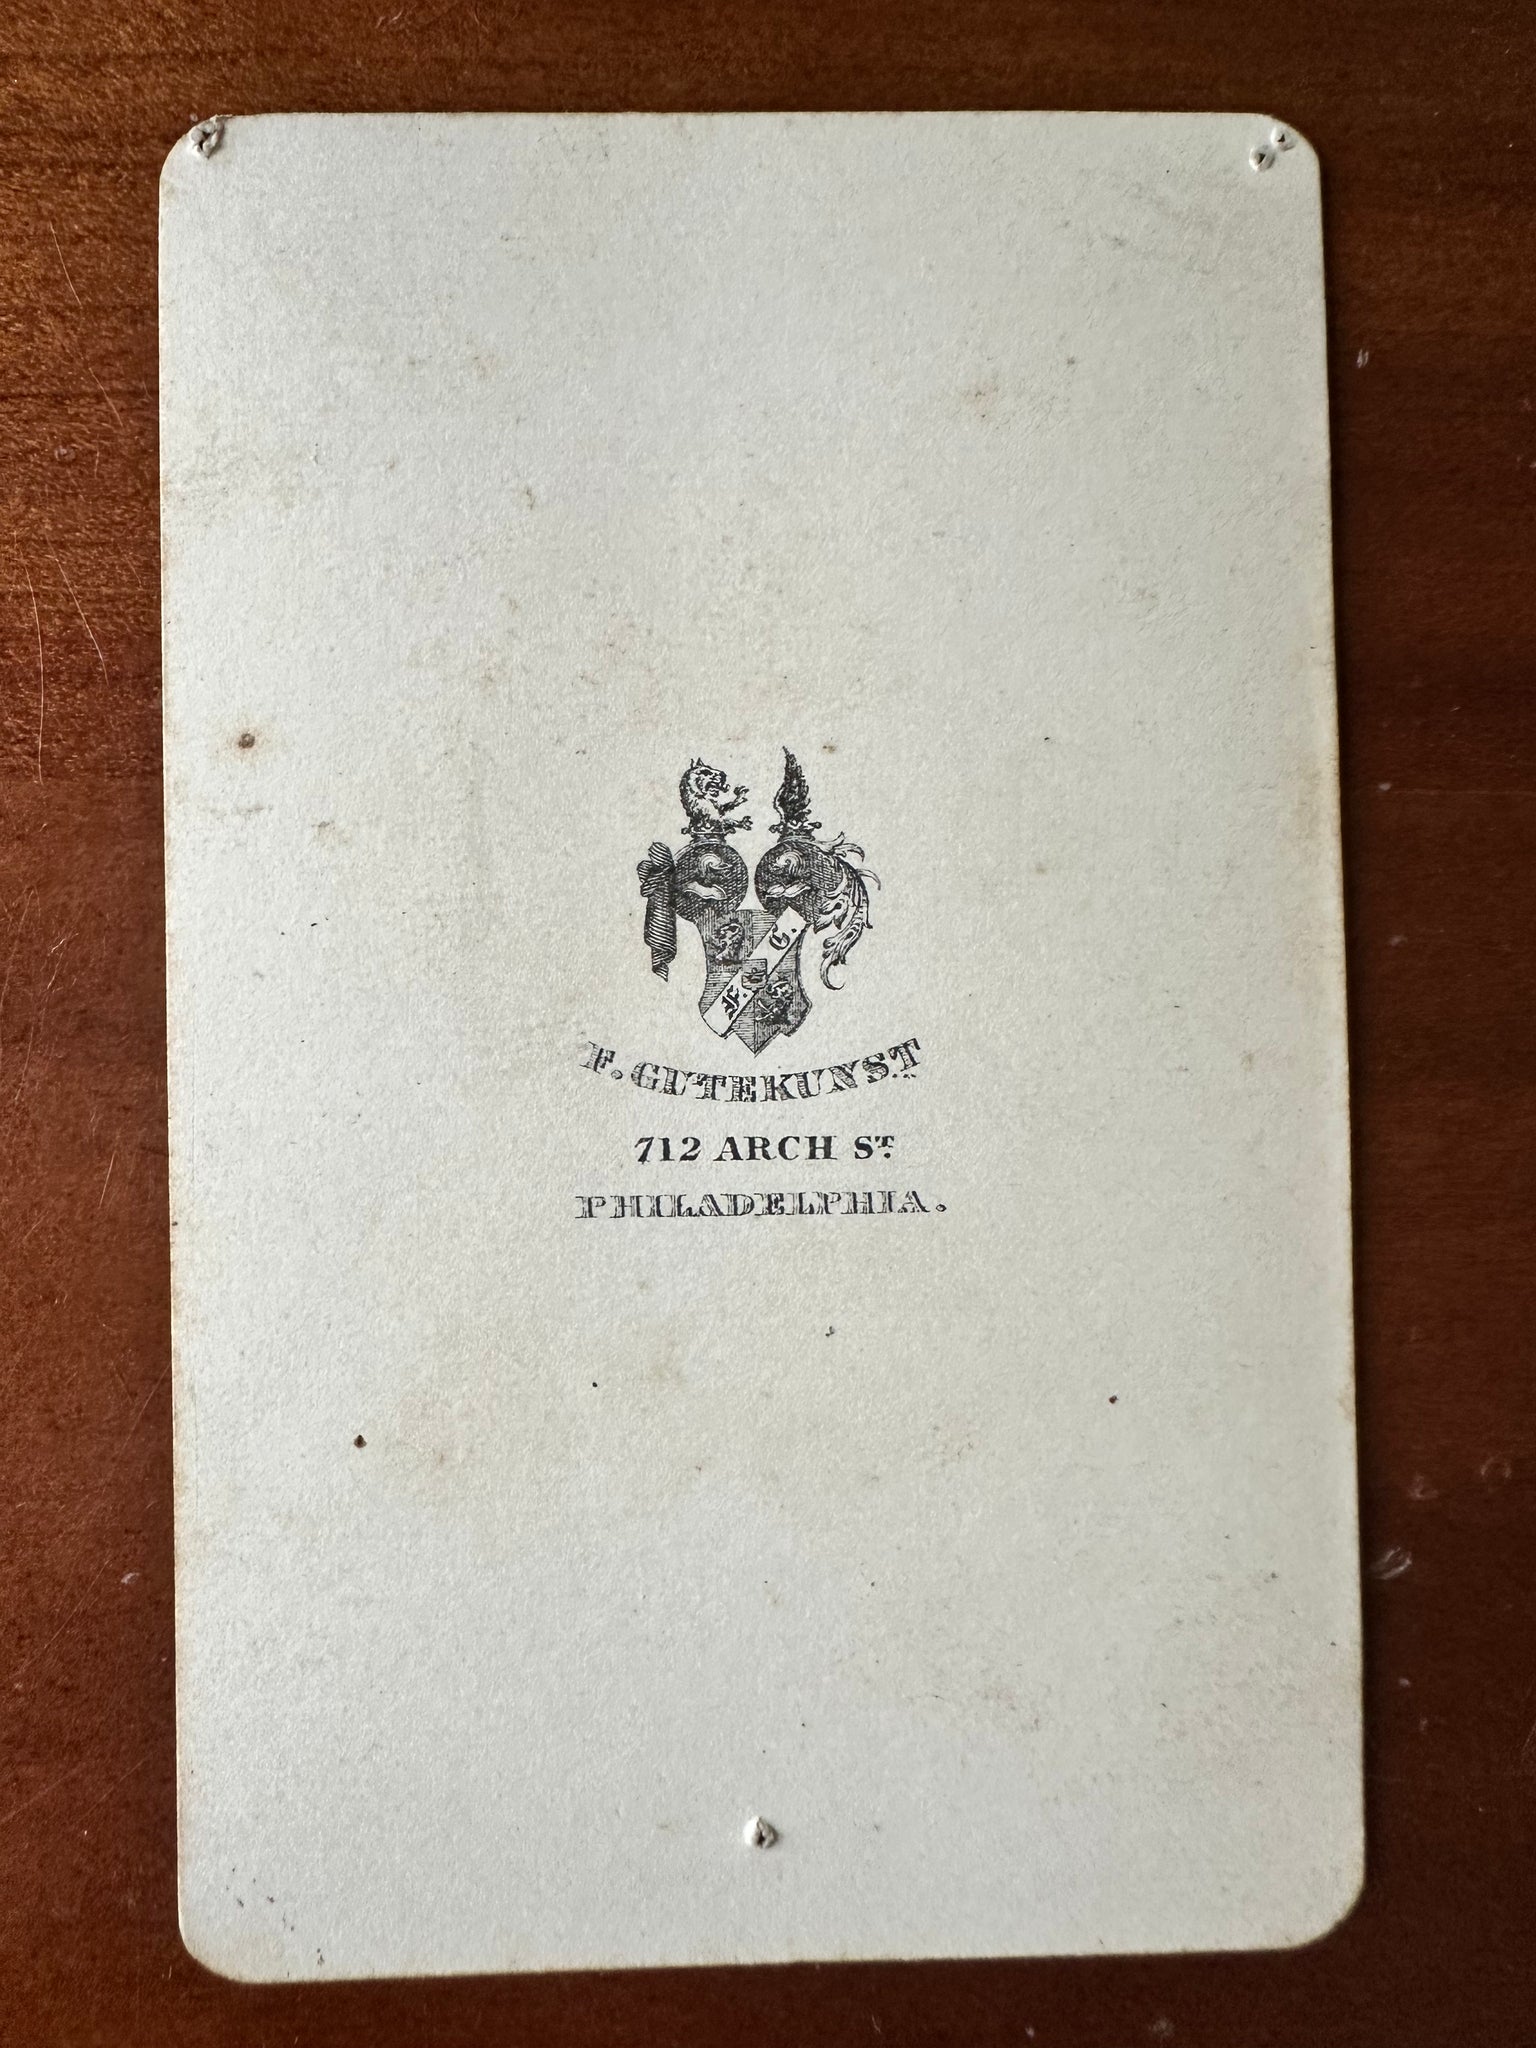 F. G.
F. GUTEKUNST
712 ARCH ST.
PHILADELPHIA.